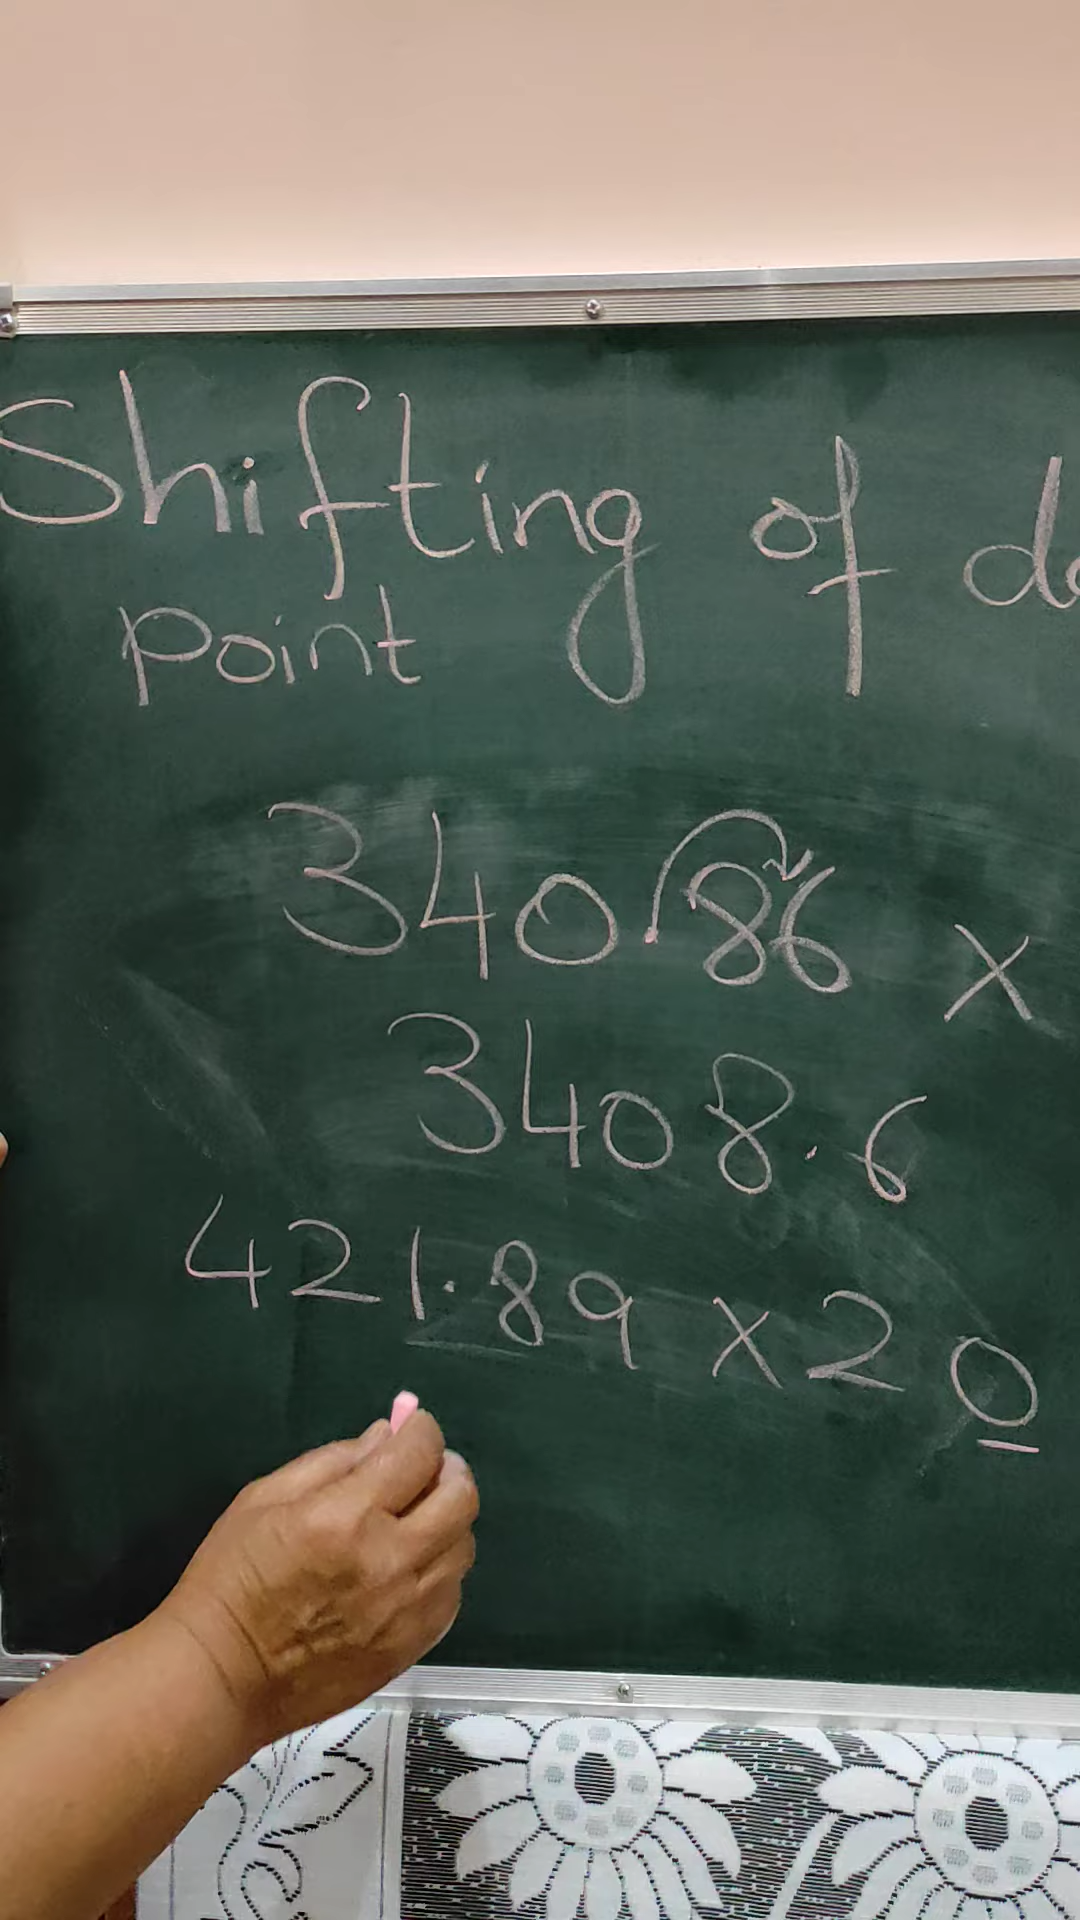 Shifting of
point
340.86 ×
3408.6
421.89 × 20